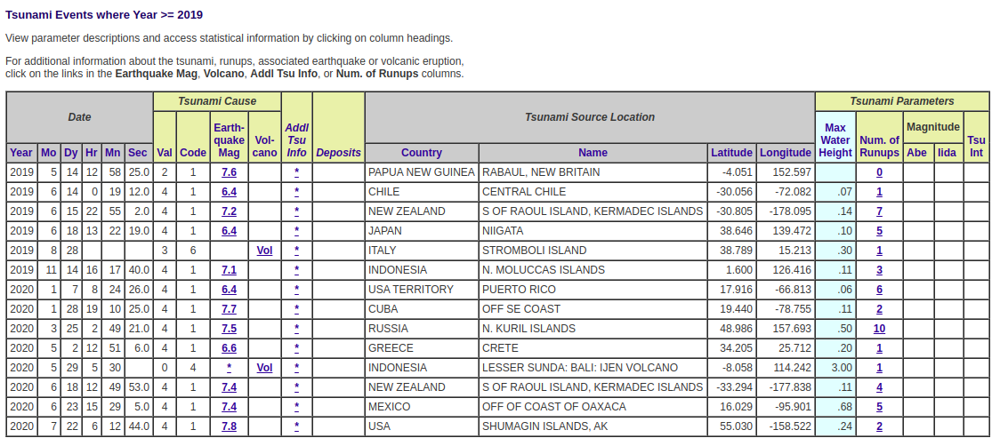 Tsunami Events where Year >= 2019
View parameter descriptions and access statistical information by clicking on column headings.
For additional information about the tsunami, runups, associated earthquake or volcanic eruption,
click on the links in the Earthquake Mag, Volcano, Addl Tsu Info, or Num. of Runups columns.
Date Tsunami Cause Addl Tsu Info Deposits Tsunami Source Location Tsunami Parameters
Year Mo Dy Hr Mn Sec Val Code Earth-quake Mag Vol-cano Country Name Latitude Longitude Max Water Height Num. of Runups Magnitude Abe Iida Tsu Int
2019 5 14 12 58 25.0 2 1 7.6 * PAPUA NEW GUINEA RABAUL, NEW BRITAIN -4.051 152.597 0
2019 6 14 0 19 12.0 4 1 6.4 * CHILE CENTRAL CHILE -30.056 -72.082 .07 1
2019 6 15 22 55 2.0 4 1 7.2 * NEW ZEALAND S OF RAOUL ISLAND, KERMADEC ISLANDS -30.805 -178.095 .14 7
2019 6 18 13 22 19.0 4 1 6.4 * JAPAN NIIGATA 38.646 139.472 .10 5
2019 8 28 3 6 Vol * ITALY STROMBOLI ISLAND 38.789 15.213 .30 1
2019 11 14 16 17 40.0 4 1 7.1 * INDONESIA N. MOLUCCAS ISLANDS 1.600 126.416 .11 3
2020 1 7 8 24 26.0 4 1 6.4 * USA TERRITORY PUERTO RICO 17.916 -66.813 .06 6
2020 1 28 19 10 25.0 4 1 7.7 * CUBA OFF SE COAST 19.440 -78.755 .11 2
2020 3 25 2 49 21.0 4 1 7.5 * RUSSIA N. KURIL ISLANDS 48.986 157.693 .50 10
2020 5 2 12 51 6.0 4 1 6.6 * GREECE CRETE 34.205 25.712 .20 1
2020 5 29 5 30 0 4 * Vol * INDONESIA LESSER SUNDA: BALI: IJEN VOLCANO -8.058 114.242 3.00 1
2020 6 18 12 49 53.0 4 1 7.4 * NEW ZEALAND S OF RAOUL ISLAND, KERMADEC ISLANDS -33.294 -177.838 .11 4
2020 6 23 15 29 5.0 4 1 7.4 * MEXICO OFF OF COAST OF OAXACA 16.029 -95.901 .68 5
2020 7 22 6 12 44.0 4 1 7.8 * USA SHUMAGIN ISLANDS, AK 55.030 -158.522 .24 2